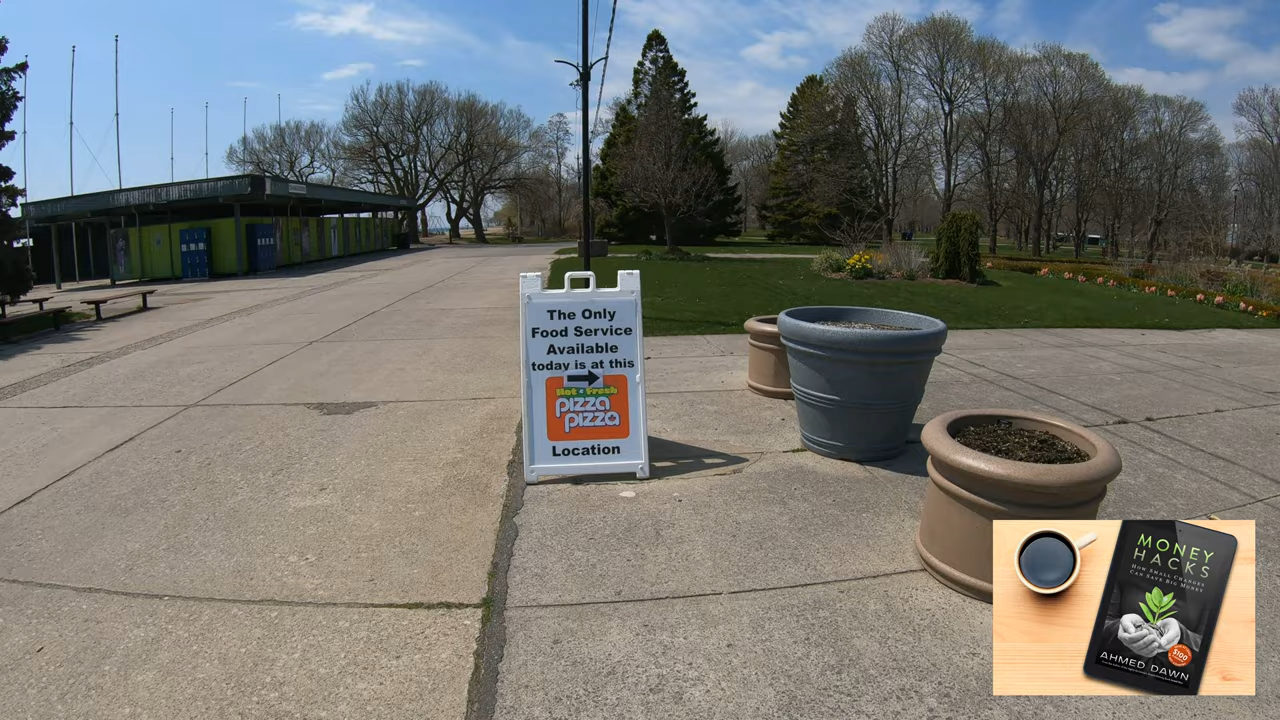 The Only
Food Service
Available
today is at this
Hot • Fresh
pizza
pizza
Location
MONEY
HACKS
HOW SMALL CHANGES
CAN SAVE BIG MONEY
$100
AHMED DAWN